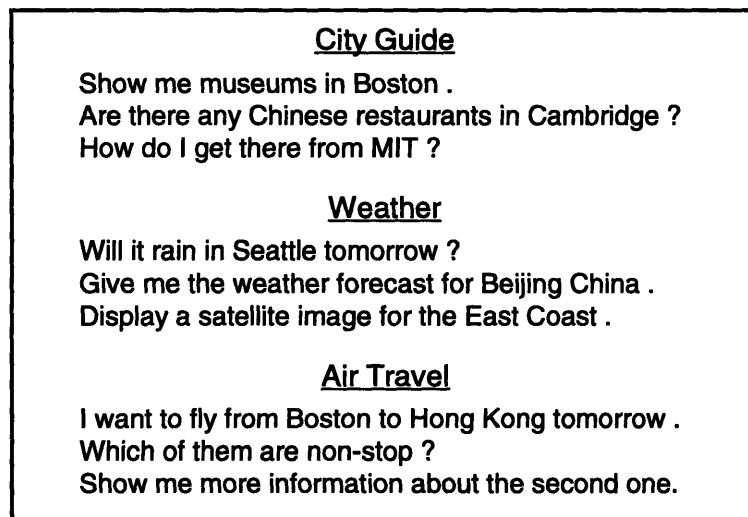 City Guide
Show me museums in Boston .
Are there any Chinese restaurants in Cambridge ?
How do I get there from MIT ?
Weather
Will it rain in Seattle tomorrow ?
Give me the weather forecast for Beijing China .
Display a satellite image for the East Coast .
Air Travel
I want to fly from Boston to Hong Kong tomorrow .
Which of them are non-stop ?
Show me more information about the second one.